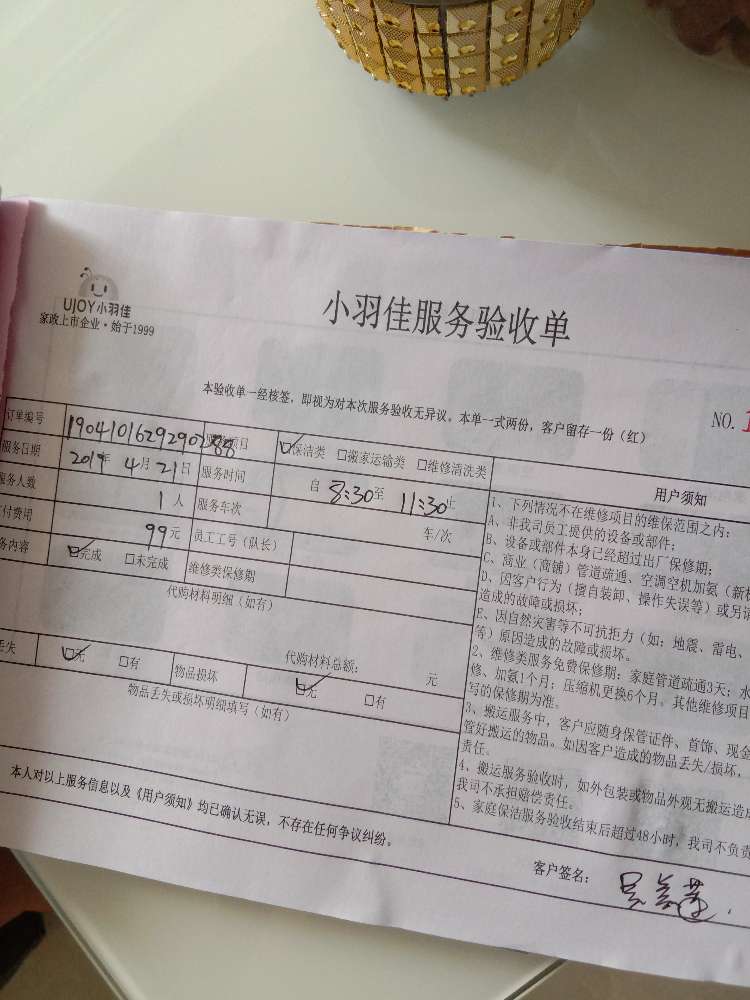 UJOY小羽佳
家政上市企业·始于1999
小羽佳服务验收单
本验收单一经核签，即视为对本次服务验收无异议。本单一式两份，客户留存一份（红）
NO.1
订单编号 190410162929028 项目 保洁类 □搬家运输类 □维修清洗类
服务日期 2019年4月21日 服务时间 自 8:30至 11:30止
服务人数 1人 服务车次 车/次
付费用 99元 员工工号（队长）
务内容 完成 □未完成 维修类保修期
代购材料明细（如有）
代购材料总额： 元
丢失 无 □有 物品损坏 无 □有
物品丢失或损坏明细填写（如有）
用户须知
1、下列情况不在维修项目的维保范围之内：
A、非我司员工提供的设备或部件；
B、设备或部件本身已经超过出厂保修期；
C、商业（商铺）管道疏通、空调空机加氨（新机
D、因客户行为（擅自装卸、操作失误等）或另请
造成的故障或损坏；
E、因自然灾害等不可抗拒力（如：地震、雷电、
等）原因造成的故障或损坏。
2、维修类服务免费保修期：家庭管道疏通3天；水
修、加氨1个月；压缩机更换6个月。其他维修项目
写的保修期为准。
3、搬运服务中，客户应随身保管证件、首饰、现金
管好搬运的物品。如因客户造成的物品丢失/损坏，
责任。
4、搬运服务验收时，如外包装或物品外观无搬运造成
我司不承担赔偿责任。
5、家庭保洁服务验收结束后超过48小时，我司不负责
本人对以上服务信息以及《用户须知》均已确认无误，不存在任何争议纠纷。
客户签名：